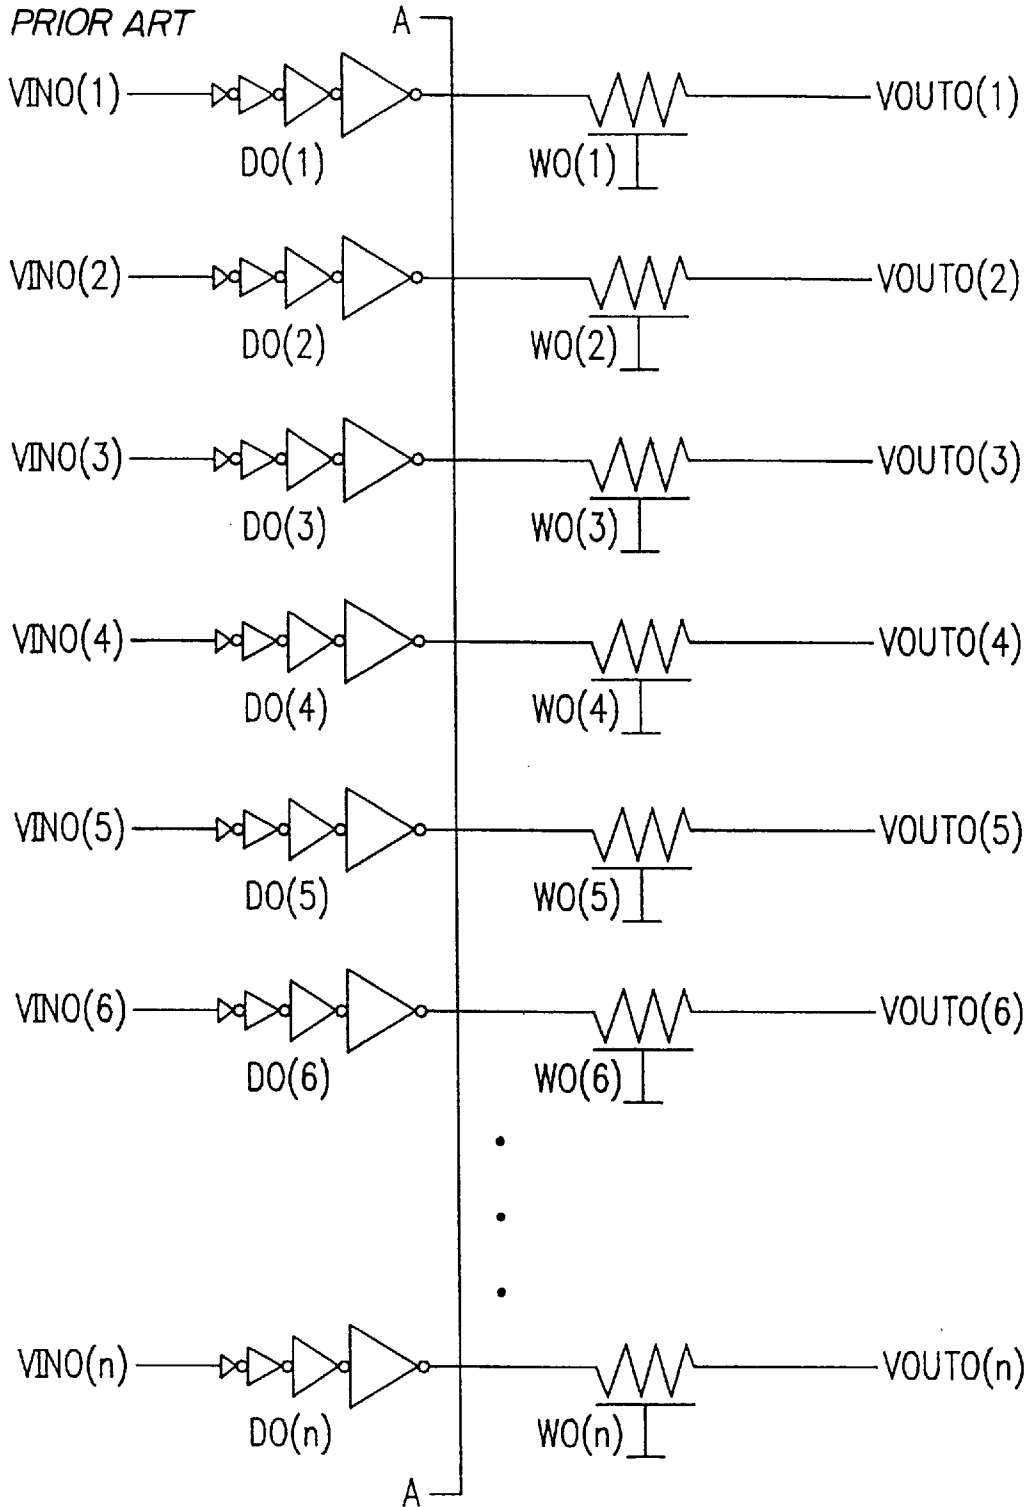 PRIOR ART
A
VINO(1) VOUTO(1)
DO(1) WO(1)
VINO(2) VOUTO(2)
DO(2) WO(2)
VINO(3) VOUTO(3)
DO(3) WO(3)
VINO(4) VOUTO(4)
DO(4) WO(4)
VINO(5) VOUTO(5)
DO(5) WO(5)
VINO(6) VOUTO(6)
DO(6) WO(6)
VINO(n) VOUTO(n)
DO(n) WO(n)
A